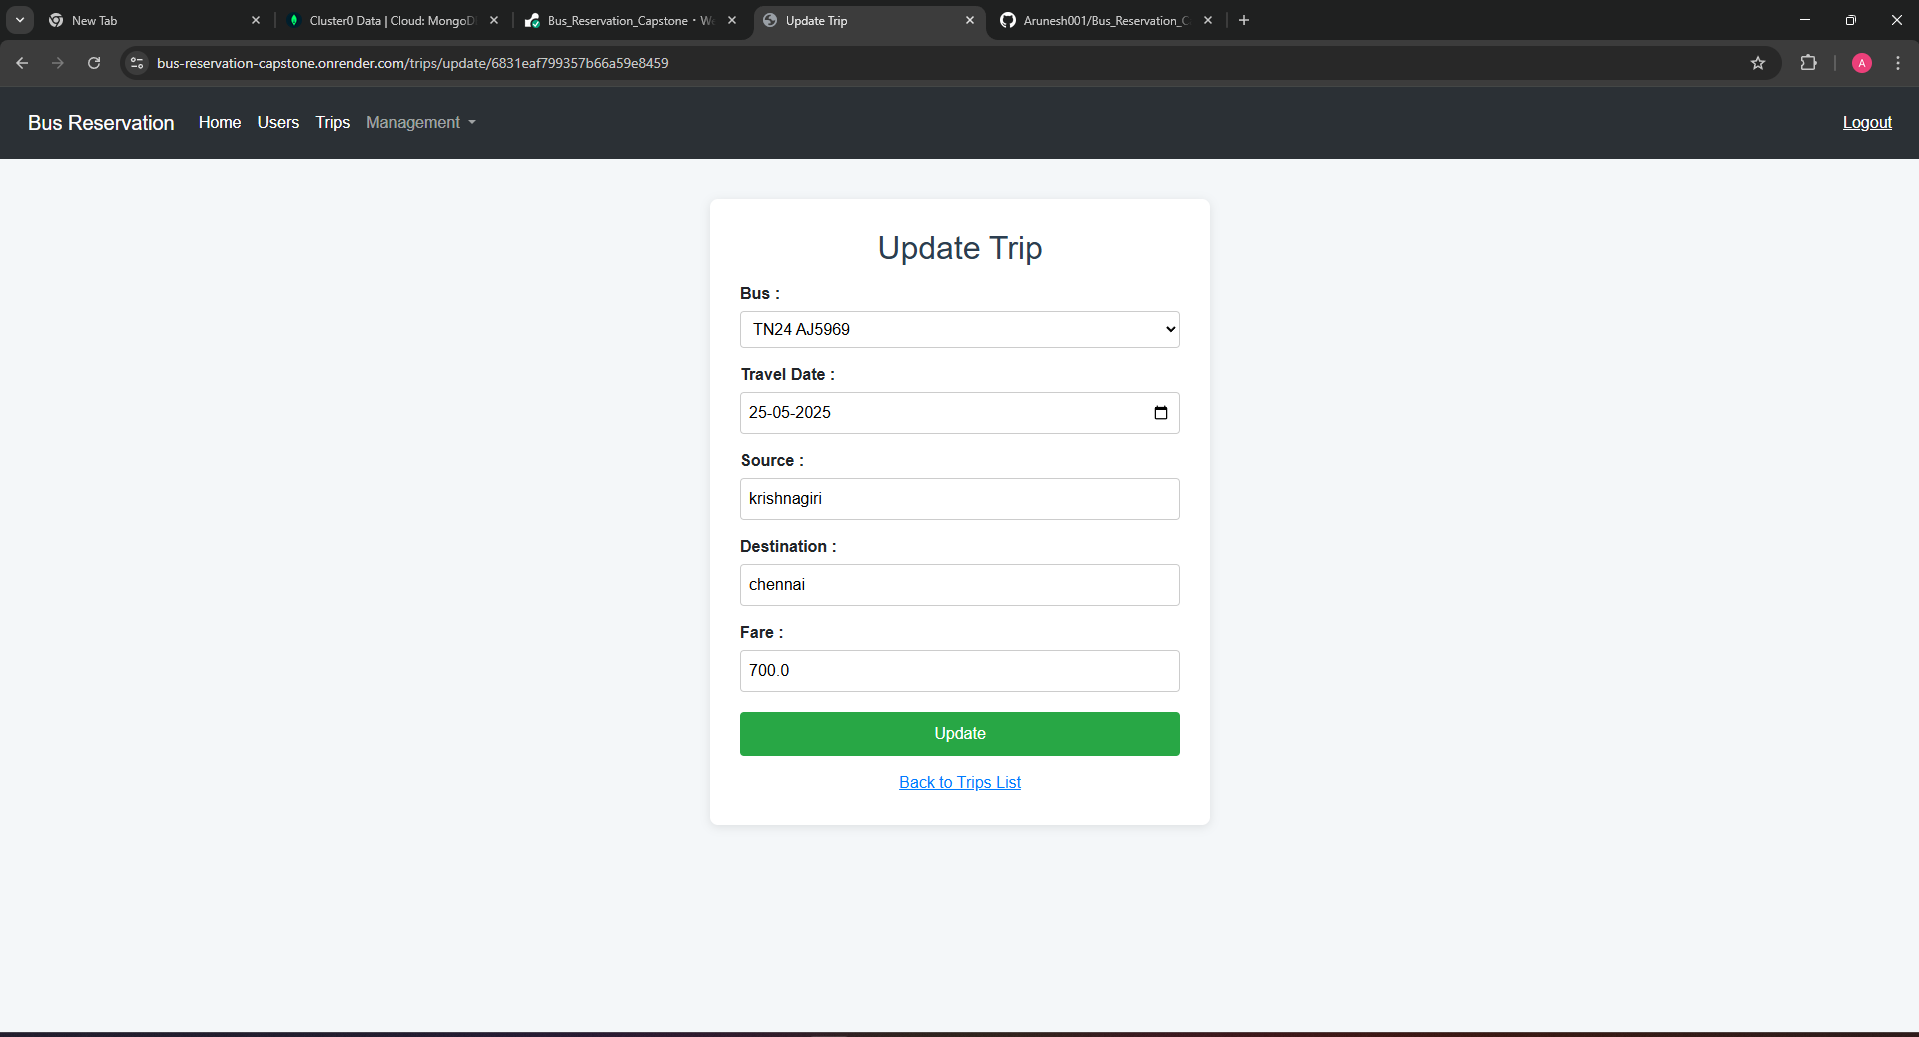 New Tab
Cluster0 Data | Cloud: MongoD
Bus_Reservation_Capstone · W
Update Trip
Arunesh001/Bus_Reservation_C
bus-reservation-capstone.onrender.com/trips/update/6831eaf799357b66a59e8459
A
Bus Reservation Home Users Trips Management Logout
Update Trip
Bus :
TN24 AJ5969
Travel Date :
25-05-2025
Source :
krishnagiri
Destination :
chennai
Fare :
700.0
Update
Back to Trips List